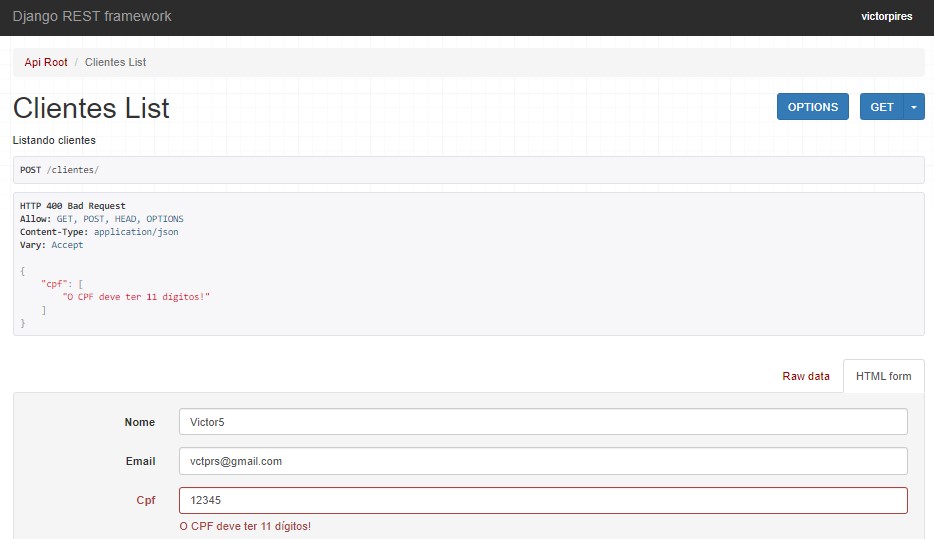 Django REST framework
victorpires
Api Root / Clientes List
Clientes List
OPTIONS
GET
Listando clientes
POST /clientes/
HTTP 400 Bad Request
Allow: GET, POST, HEAD, OPTIONS
Content-Type: application/json
Vary: Accept
{
    "cpf": [
        "O CPF deve ter 11 dígitos!"
    ]
}
Raw data
HTML form
Nome
Victor5
Email
vctprs@gmail.com
Cpf
12345
O CPF deve ter 11 dígitos!